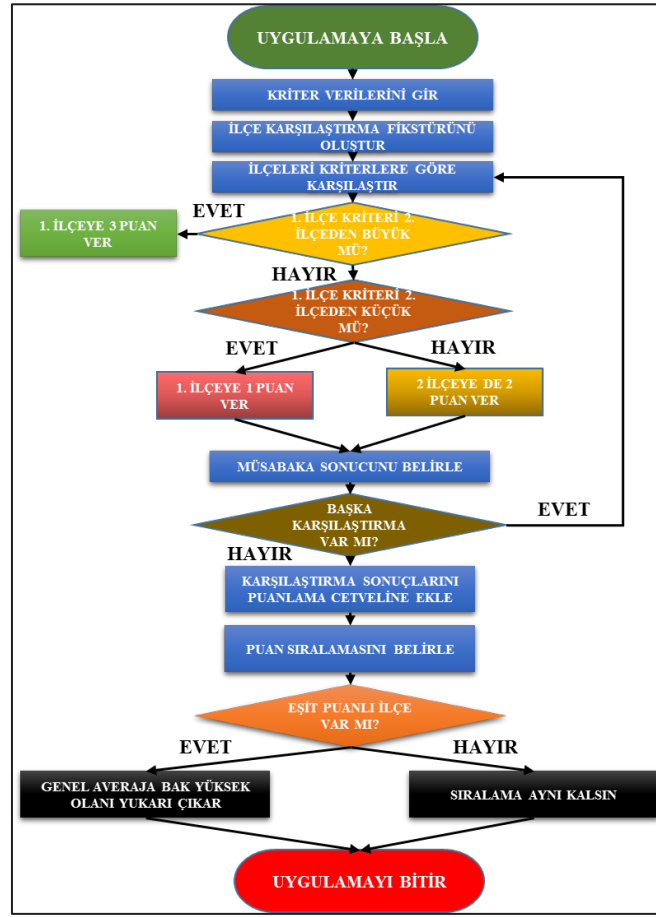 UYGULAMAYA BAŞLA
KRİTER VERİLERİNİ GİR
İLÇE KARŞILAŞTIRMA FİKSTÜRÜNÜ
OLUŞTUR
İLÇELERİ KRİTERLERE GÖRE
KARŞILAŞTIR
EVET
1. İLÇEYE 3 PUAN
VER
1. İLÇE KRİTERİ 2.
İLÇEDEN BÜYÜK
MÜ?
HAYIR
1. İLÇE KRİTERİ 2.
İLÇEDEN KÜÇÜK
MÜ?
EVET
HAYIR
1. İLÇEYE 1 PUAN
VER
2 İLÇEYE DE 2
PUAN VER
MÜSABAKA SONUCUNU BELİRLE
BAŞKA
KARŞILAŞTIRMA
VAR MI?
EVET
HAYIR
KARŞILAŞTIRMA SONUÇLARINI
PUANLAMA CETVELİNE EKLE
PUAN SIRALAMASINI BELİRLE
EŞİT PUANLI İLÇE
VAR MI?
EVET
HAYIR
GENEL AVERAJA BAK YÜKSEK
OLANI YUKARI ÇIKAR
SIRALAMA AYNI KALSIN
UYGULAMAYI BİTİR